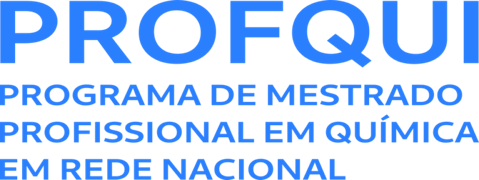 PROFQUI
PROGRAMA DE MESTRADO
PROFISSIONAL EM QUÍMICA
EM REDE NACIONAL